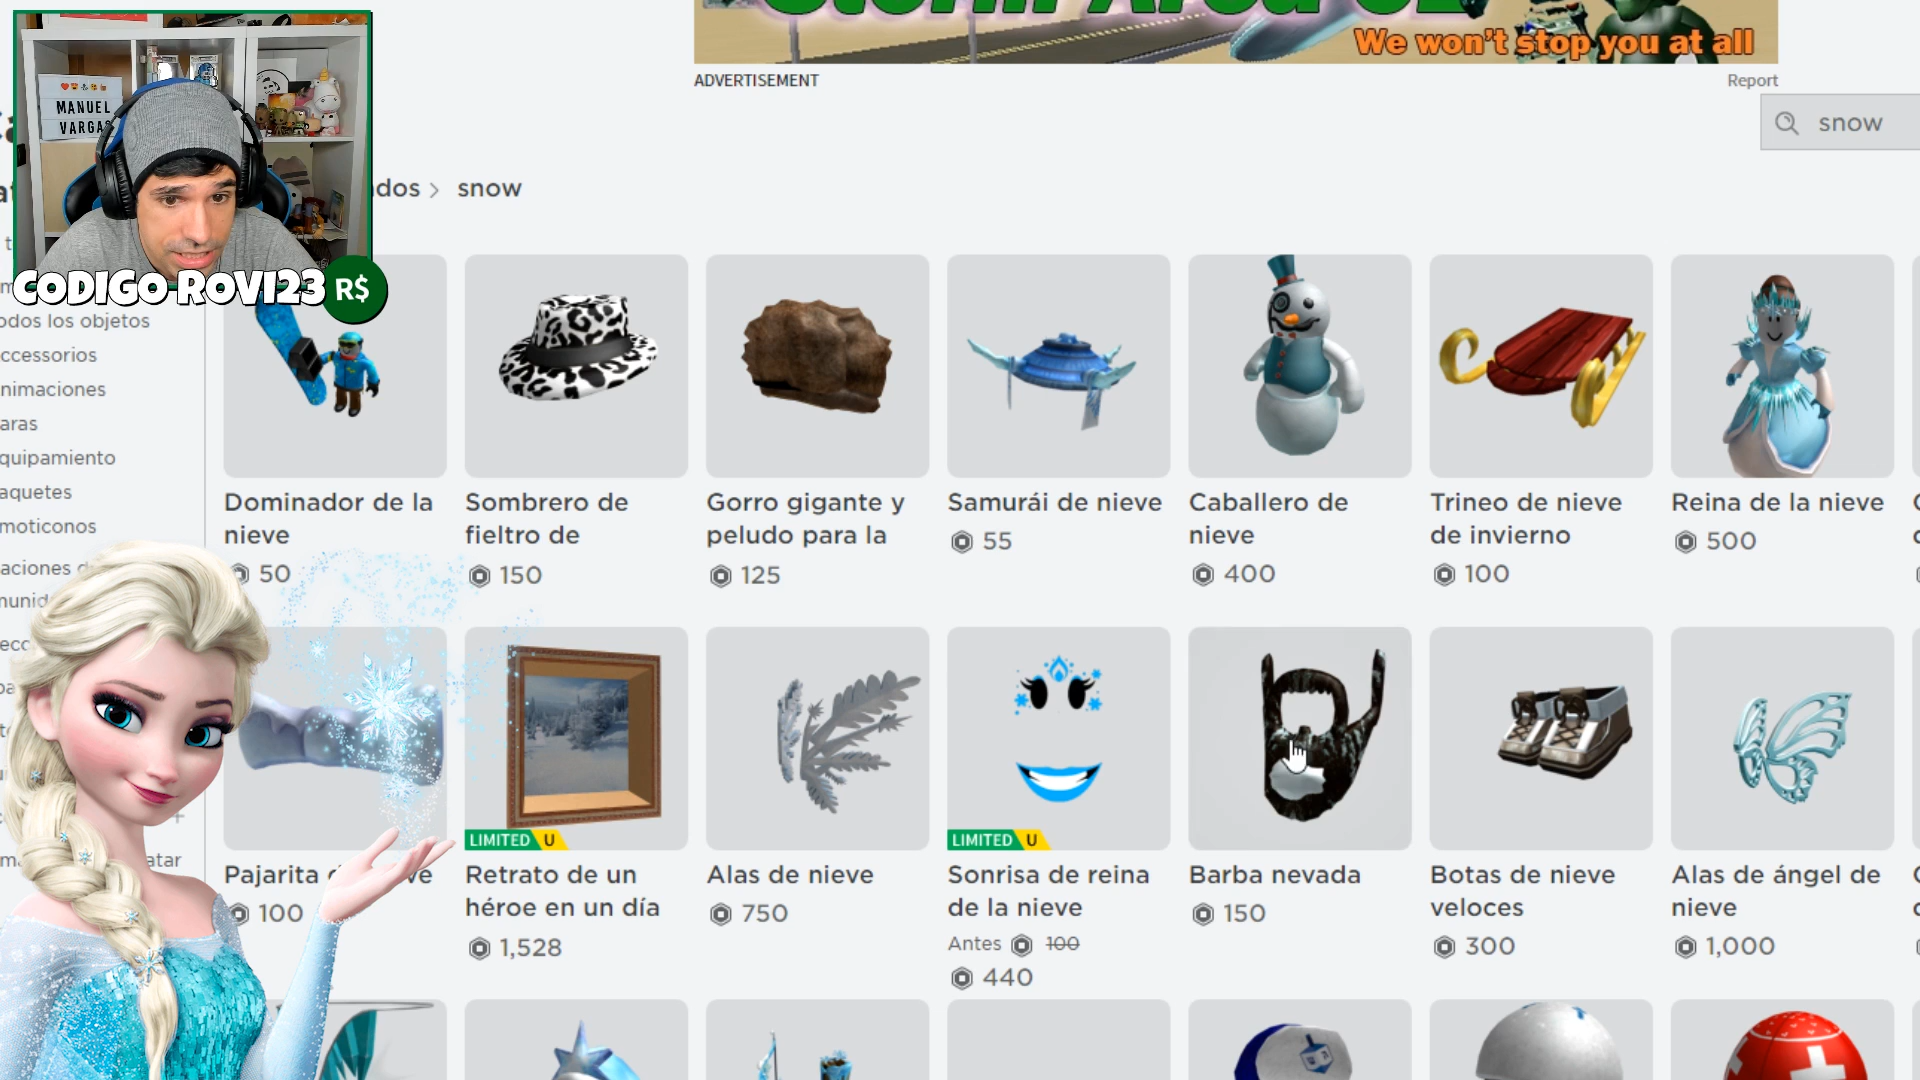 We won't stop you at all
ADVERTISEMENT
Report
snow
MANUEL
VARGAS
dos > snow
CODIGO ROVI23 R$
odos los objetos
ccessorios
nimaciones
aras
quipamiento
aquetes
moticonos
Dominador de la
nieve
50
Sombrero de
fieltro de
150
Gorro gigante y
peludo para la
125
Samurái de nieve
55
Caballero de
nieve
400
Trineo de nieve
de invierno
100
Reina de la nieve
500
aciones d
munid
atar
Pajarita
ve
100
LIMITED U
Retrato de un
héroe en un día
1,528
Alas de nieve
750
LIMITED U
Sonrisa de reina
de la nieve
Antes 100
440
Barba nevada
150
Botas de nieve
veloces
300
Alas de ángel de
nieve
1,000